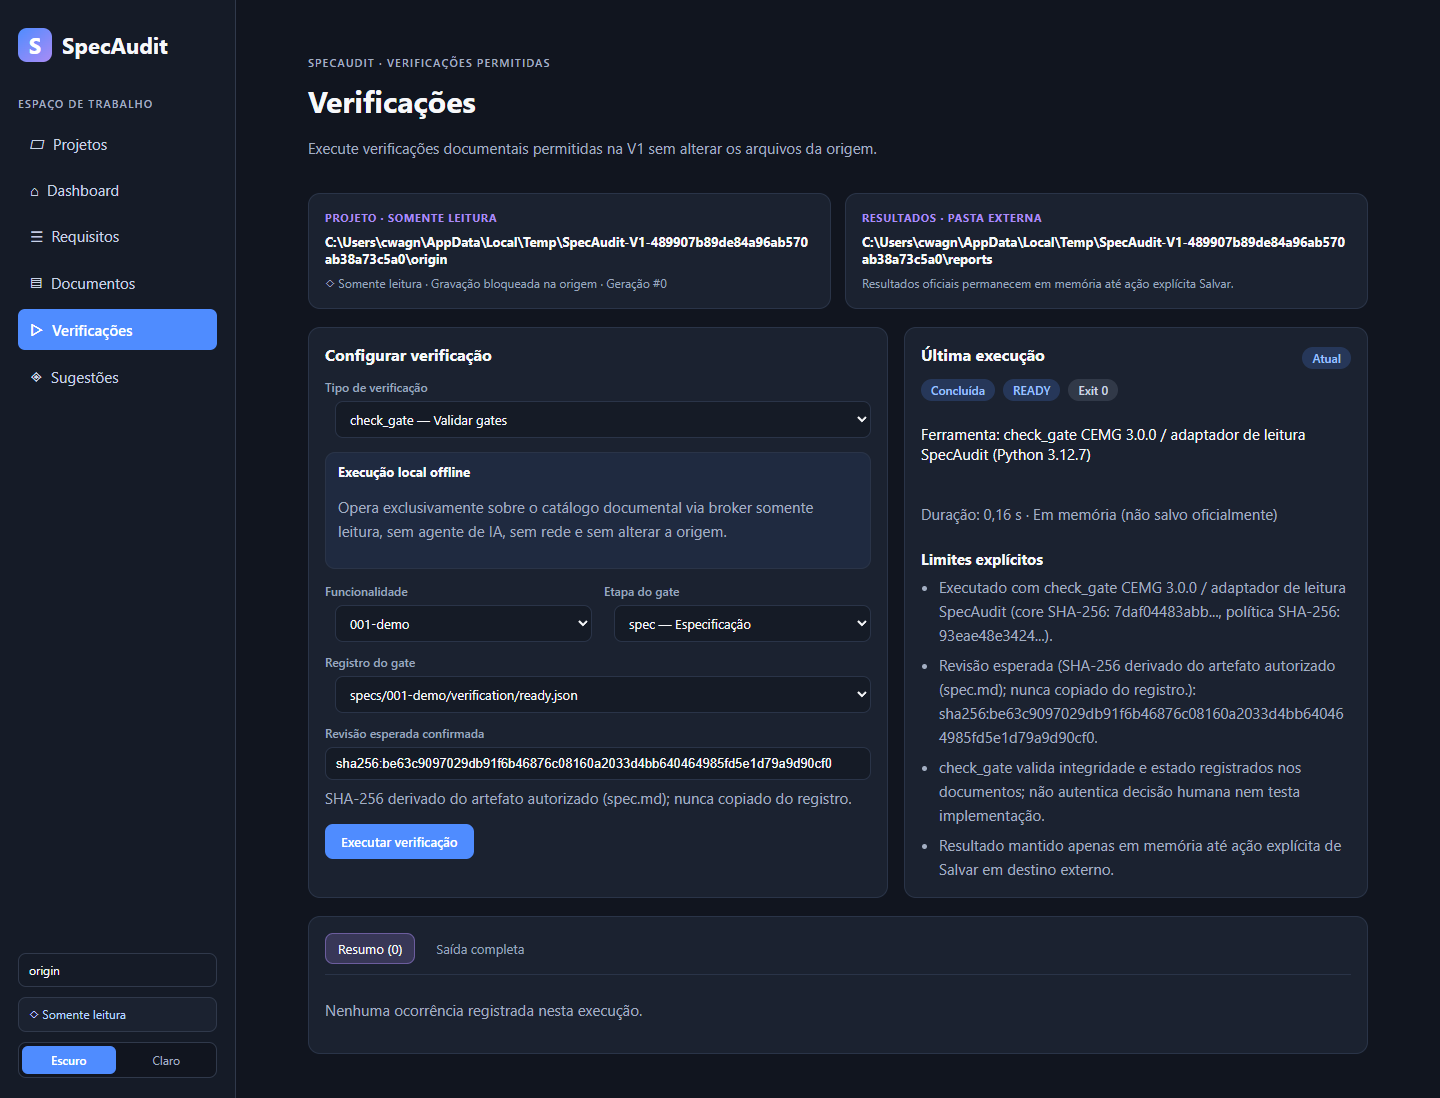 S SpecAudit
ESPAÇO DE TRABALHO
Projetos
Dashboard
Requisitos
Documentos
Verificações
Sugestões
origin
Somente leitura
Escuro Claro
SPECAUDIT · VERIFICAÇÕES PERMITIDAS
Verificações
Execute verificações documentais permitidas na V1 sem alterar os arquivos da origem.
PROJETO · SOMENTE LEITURA
C:\Users\cwagn\AppData\Local\Temp\SpecAudit-V1-489907b89de84a96ab570
ab38a73c5a0\origin
Somente leitura · Gravação bloqueada na origem · Geração #0
RESULTADOS · PASTA EXTERNA
C:\Users\cwagn\AppData\Local\Temp\SpecAudit-V1-489907b89de84a96ab570
ab38a73c5a0\reports
Resultados oficiais permanecem em memória até ação explícita Salvar.
Configurar verificação
Tipo de verificação
check_gate — Validar gates
Execução local offline
Opera exclusivamente sobre o catálogo documental via broker somente
leitura, sem agente de IA, sem rede e sem alterar a origem.
Funcionalidade Etapa do gate
001-demo spec — Especificação
Registro do gate
specs/001-demo/verification/ready.json
Revisão esperada confirmada
sha256:be63c9097029db91f6b46876c08160a2033d4bb640464985fd5e1d79a9d90cf0
SHA-256 derivado do artefato autorizado (spec.md); nunca copiado do registro.
Executar verificação
Última execução Atual
Concluída READY Exit 0
Ferramenta: check_gate CEMG 3.0.0 / adaptador de leitura
SpecAudit (Python 3.12.7)
Duração: 0,16 s · Em memória (não salvo oficialmente)
Limites explícitos
• Executado com check_gate CEMG 3.0.0 / adaptador de leitura
SpecAudit (core SHA-256: 7daf04483abb..., política SHA-256:
93eae48e3424...).
• Revisão esperada (SHA-256 derivado do artefato autorizado
(spec.md); nunca copiado do registro.):
sha256:be63c9097029db91f6b46876c08160a2033d4bb64046
4985fd5e1d79a9d90cf0.
• check_gate valida integridade e estado registrados nos
documentos; não autentica decisão humana nem testa
implementação.
• Resultado mantido apenas em memória até ação explícita de
Salvar em destino externo.
Resumo (0) Saída completa
Nenhuma ocorrência registrada nesta execução.